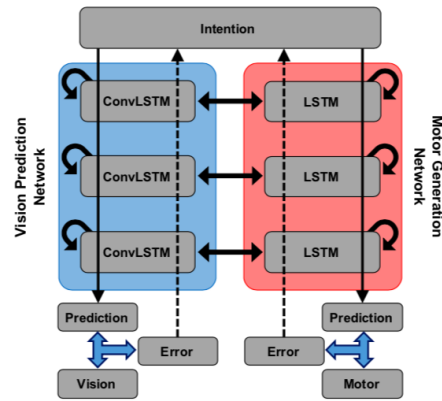 Intention
Vision Prediction
Network
ConvLSTM
LSTM
ConvLSTM
LSTM
ConvLSTM
LSTM
Motor Generation
Network
Prediction
Prediction
Error
Error
Vision
Motor